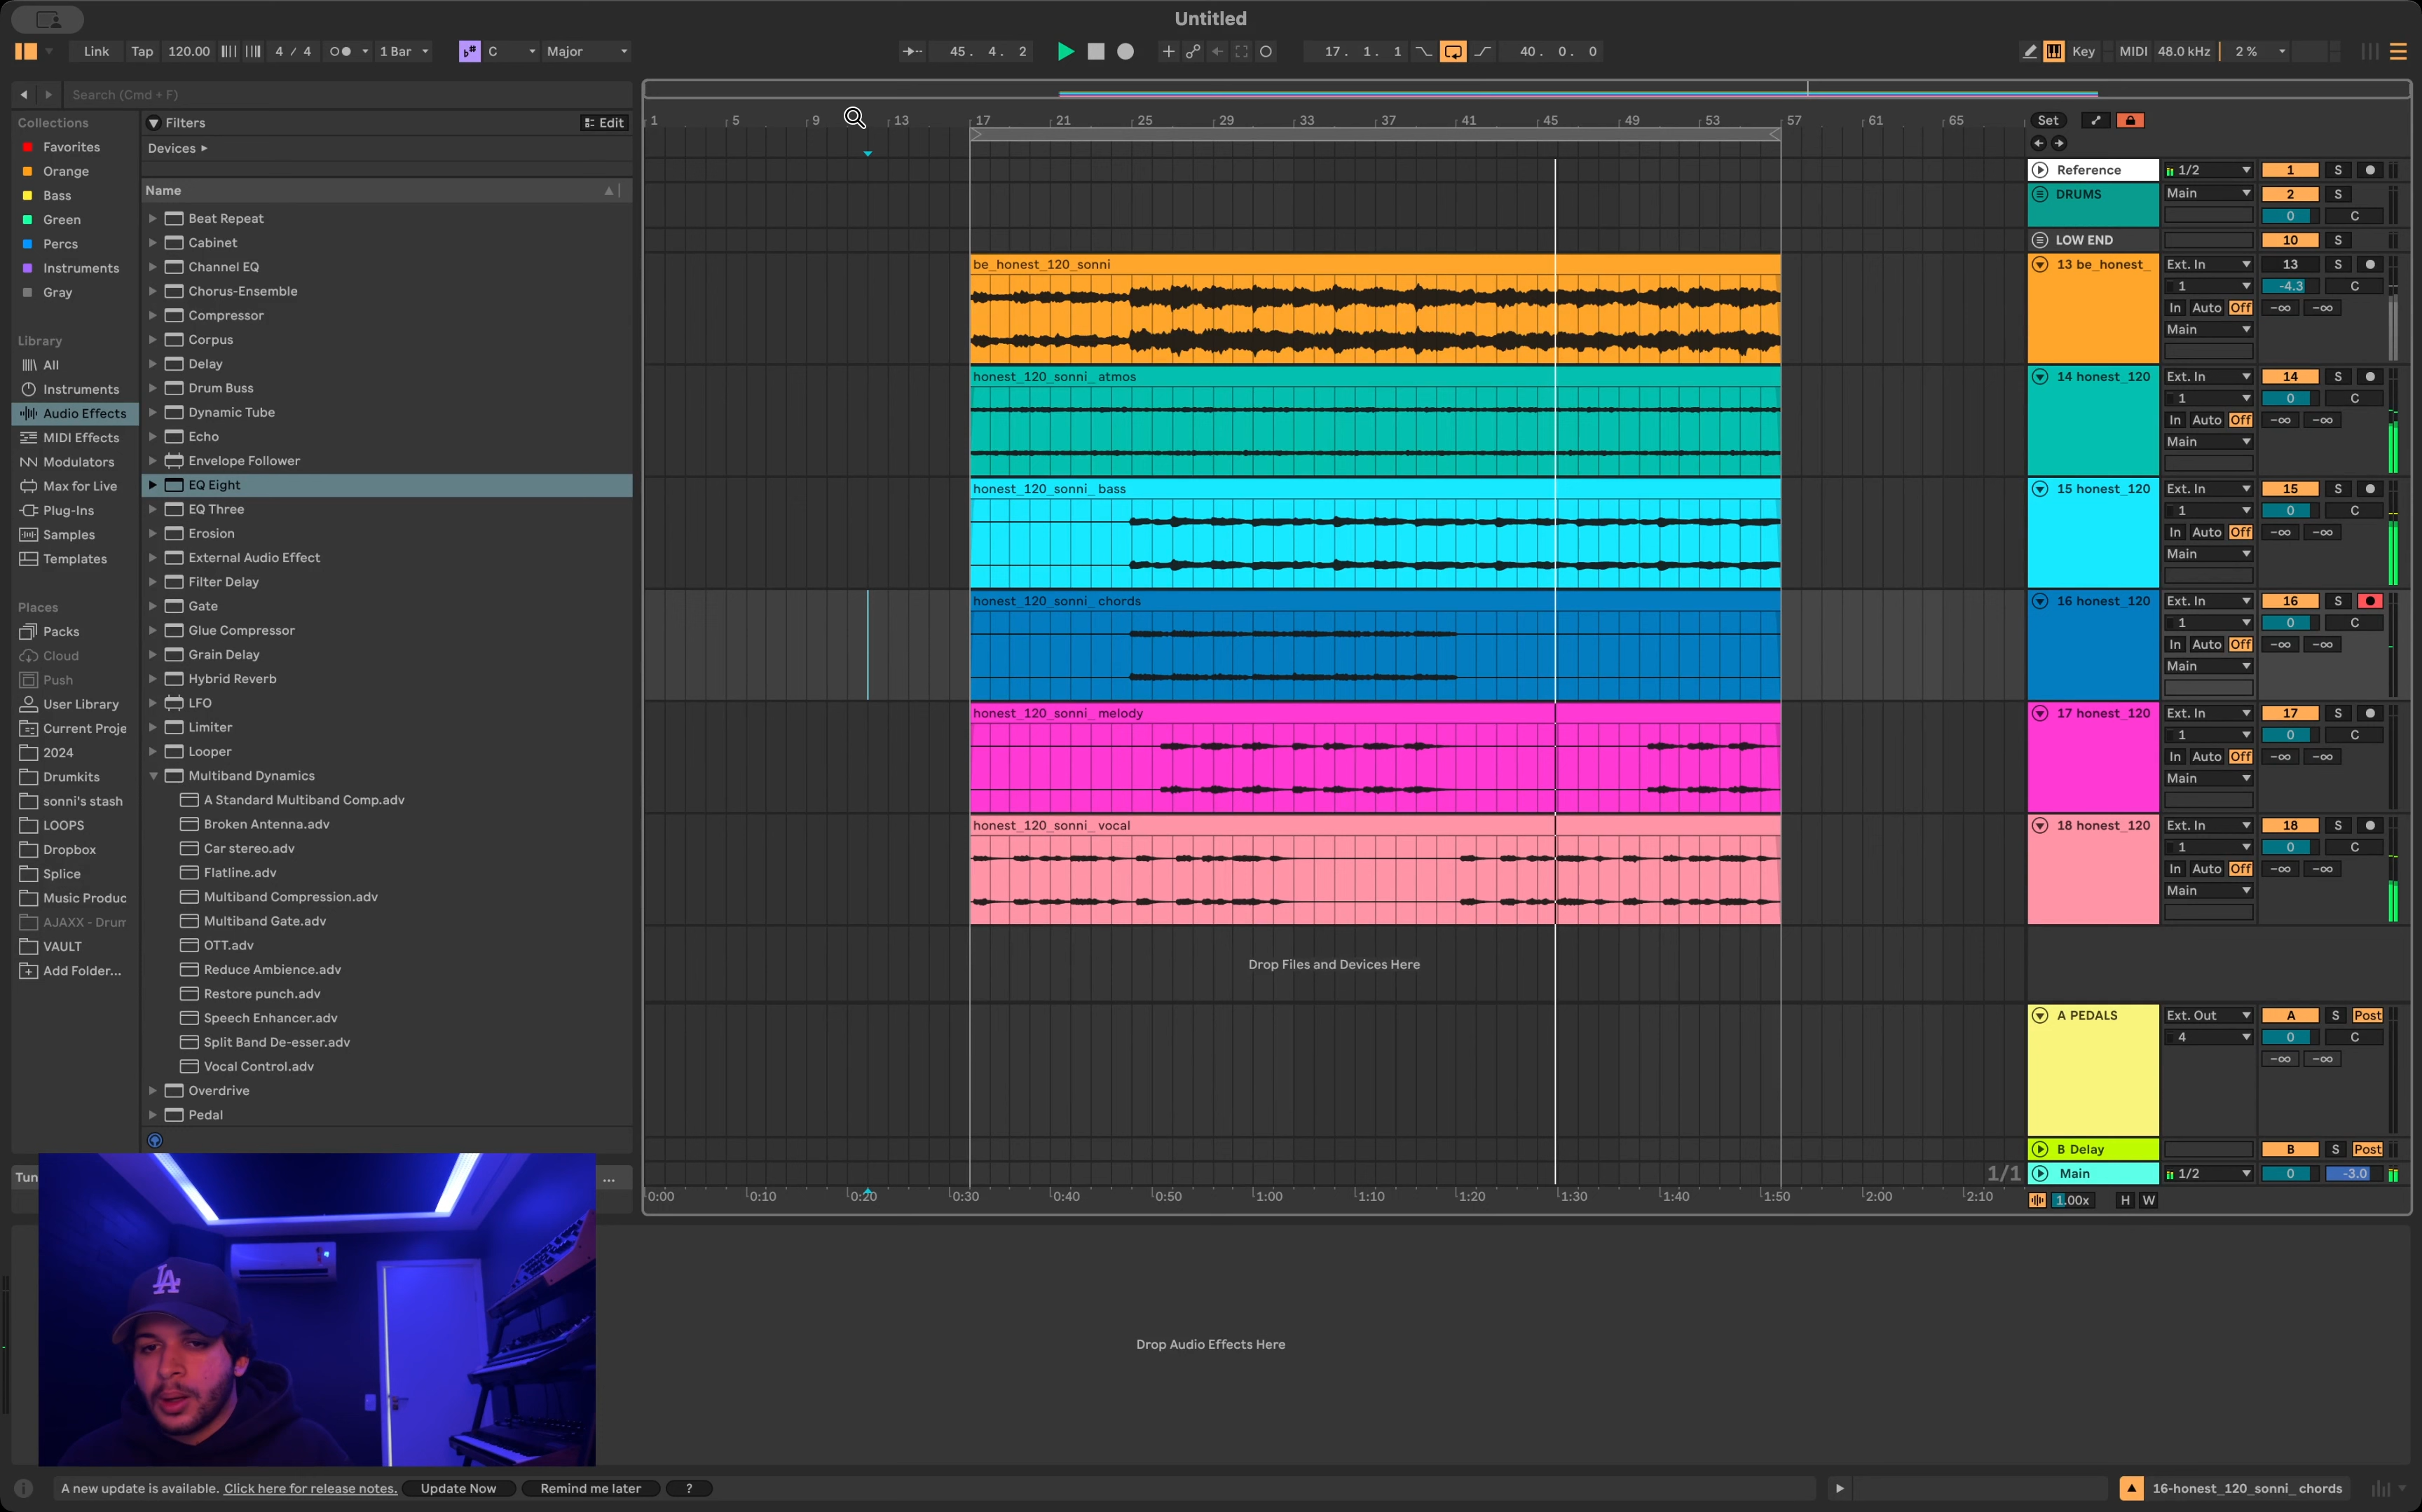 Untitled
Link Tap 120.00 4 / 4 1 Bar C Major 45. 4. 2 17. 1. 1 40. 0. 0 Key MIDI 48.0 kHz 2 %
Search (Cmd + F)
Collections
Favorites
Orange
Bass
Green
Percs
Instruments
Gray
Library
All
Instruments
Audio Effects
MIDI Effects
Modulators
Max for Live
Plug-Ins
Samples
Templates
Places
Packs
Cloud
Push
User Library
Current Proje
2024
Drumkits
sonni's stash
LOOPS
Dropbox
Splice
Music Produc
AJAXX - Drum
VAULT
Add Folder...
Filters Edit
Devices
Name
Beat Repeat
Cabinet
Channel EQ
Chorus-Ensemble
Compressor
Corpus
Delay
Drum Buss
Dynamic Tube
Echo
Envelope Follower
EQ Eight
EQ Three
Erosion
External Audio Effect
Filter Delay
Gate
Glue Compressor
Grain Delay
Hybrid Reverb
LFO
Limiter
Looper
Multiband Dynamics
A Standard Multiband Comp.adv
Broken Antenna.adv
Car stereo.adv
Flatline.adv
Multiband Compression.adv
Multiband Gate.adv
OTT.adv
Reduce Ambience.adv
Restore punch.adv
Speech Enhancer.adv
Split Band De-esser.adv
Vocal Control.adv
Overdrive
Pedal
Tun ...
LA
1 5 9 13 17 21 25 29 33 37 41 45 49 53 57 61 65
be_honest_120_sonni
honest_120_sonni_ atmos
honest_120_sonni_ bass
honest_120_sonni_ chords
honest_120_sonni_ melody
honest_120_sonni_ vocal
Drop Files and Devices Here
1/1
0:00 0:10 0:20 0:30 0:40 0:50 1:00 1:10 1:20 1:30 1:40 1:50 2:00 2:10
Set
Reference 1/2 1 S
DRUMS Main 2 S
0 C
LOW END 10 S
13 be_honest_ Ext. In 13 S
1 -4.3 C
In Auto Off -∞ -∞
Main
14 honest_120 Ext. In 14 S
1 0 C
In Auto Off -∞ -∞
Main
15 honest_120 Ext. In 15 S
1 0 C
In Auto Off -∞ -∞
Main
16 honest_120 Ext. In 16 S
1 0 C
In Auto Off -∞ -∞
Main
17 honest_120 Ext. In 17 S
1 0 C
In Auto Off -∞ -∞
Main
18 honest_120 Ext. In 18 S
1 0 C
In Auto Off -∞ -∞
Main
A PEDALS Ext. Out A S Post
4 0 C
-∞ -∞
B Delay B S Post
Main 1/2 0 -3.0
1.00x H W
Drop Audio Effects Here
A new update is available. Click here for release notes. Update Now Remind me later ?
16-honest_120_sonni_ chords